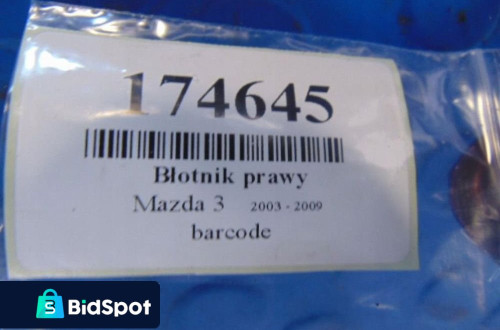 174645
Błotnik prawy
Mazda 3 2003 - 2009
barcode
BidSpot